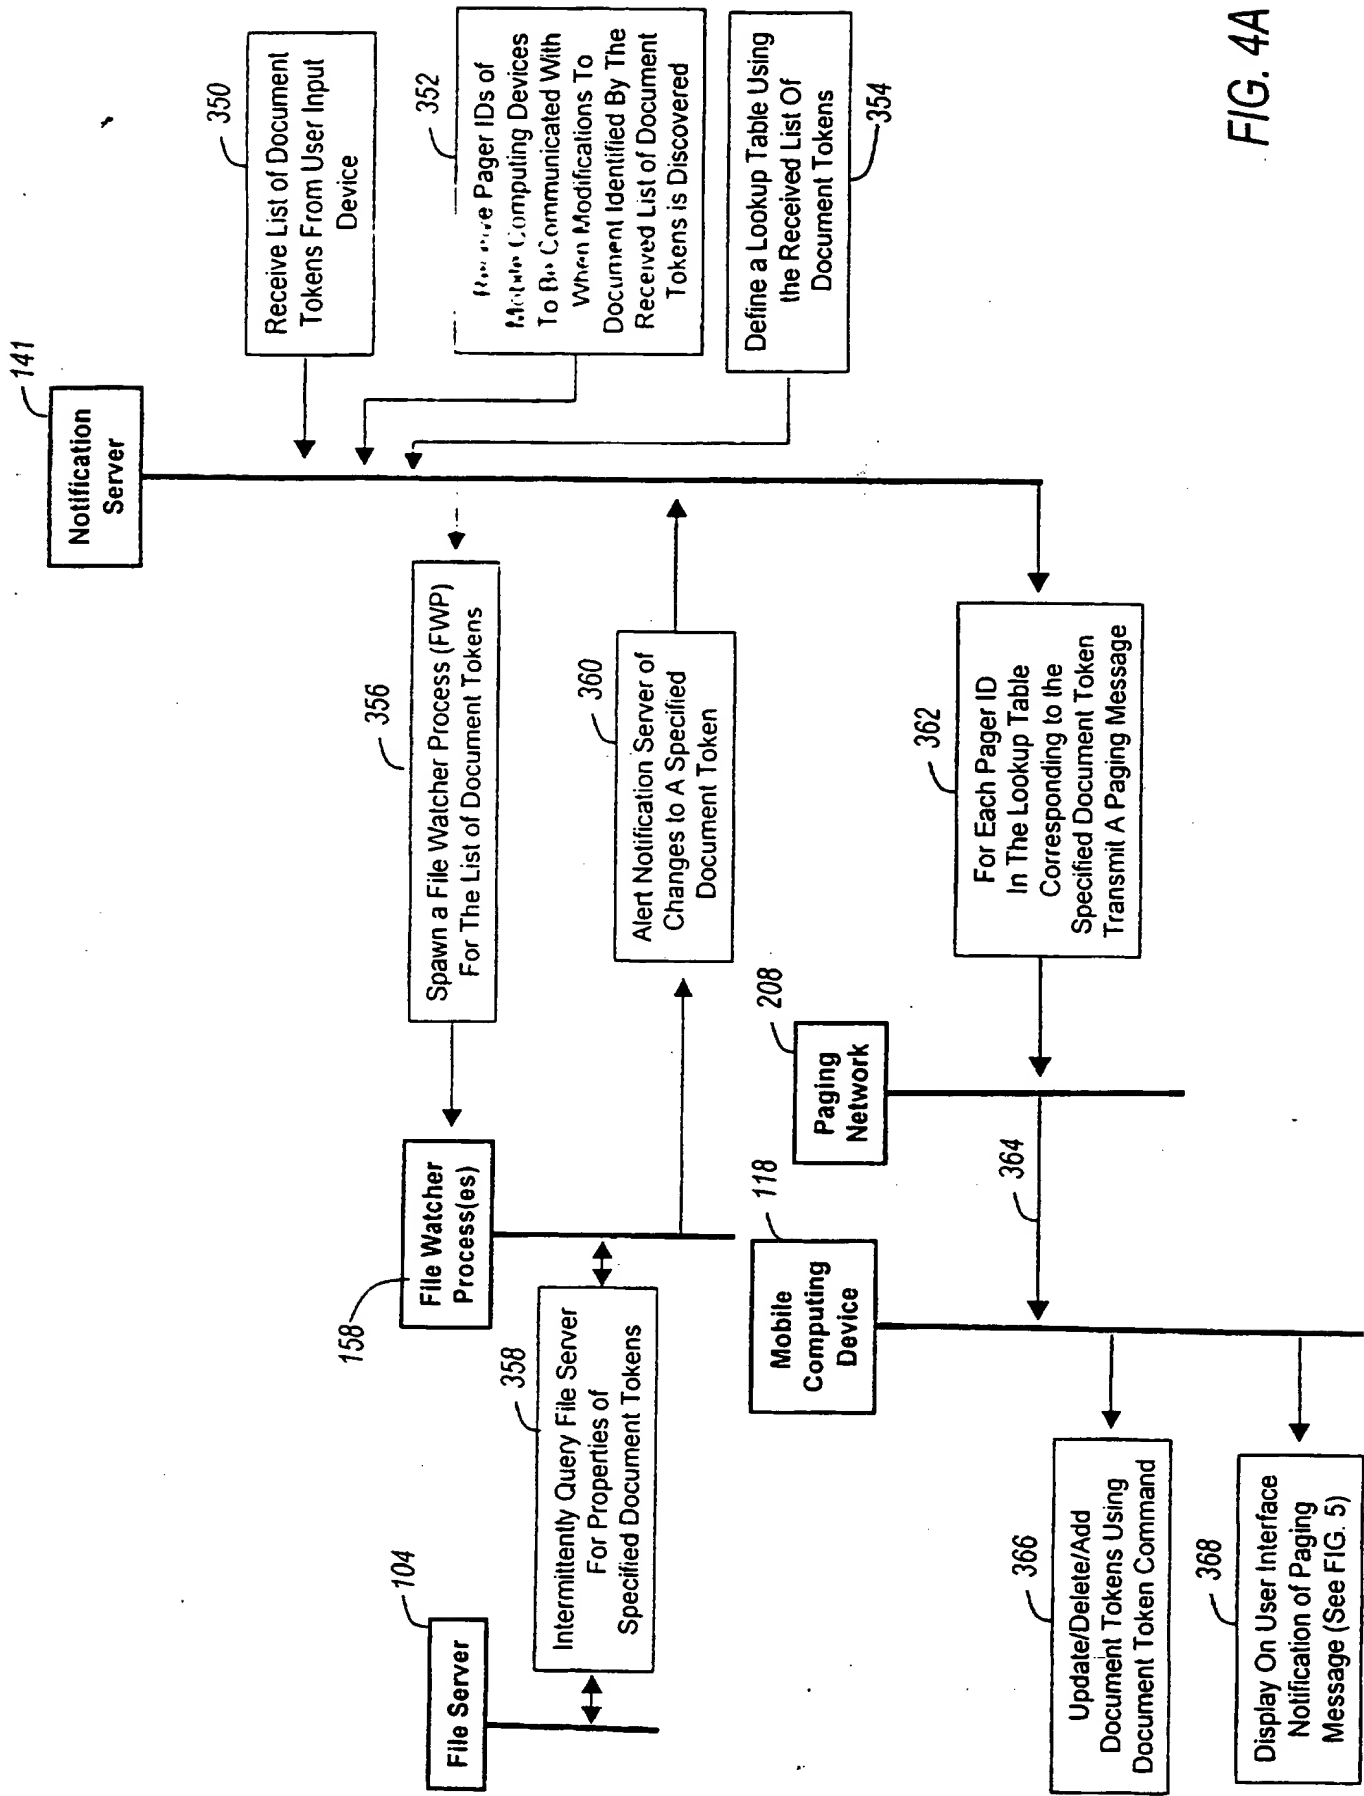 141
Notification
Server
350
Receive List of Document
Tokens From User Input
Device
352
Pager IDs of
Mobile Computing Devices
To Be Communicated With
When Modifications To
Document Identified By The
Received List of Document
Tokens is Discovered
Define a Lookup Table Using
the Received List Of
Document Tokens
354
356
Spawn a File Watcher Process (FWP)
For The List of Document Tokens
158
File Watcher
Process(es)
104
File Server
358
Intermittently Query File Server
For Properties of
Specified Document Tokens
360
Alert Notification Server of
Changes to A Specified
Document Token
362
For Each Pager ID
In The Lookup Table
Corresponding to the
Specified Document Token
Transmit A Paging Message
208
Paging
Network
118
Mobile
Computing
Device
364
366
Update/Delete/Add
Document Tokens Using
Document Token Command
368
Display On User Interface
Notification of Paging
Message (See FIG. 5)
FIG. 4A